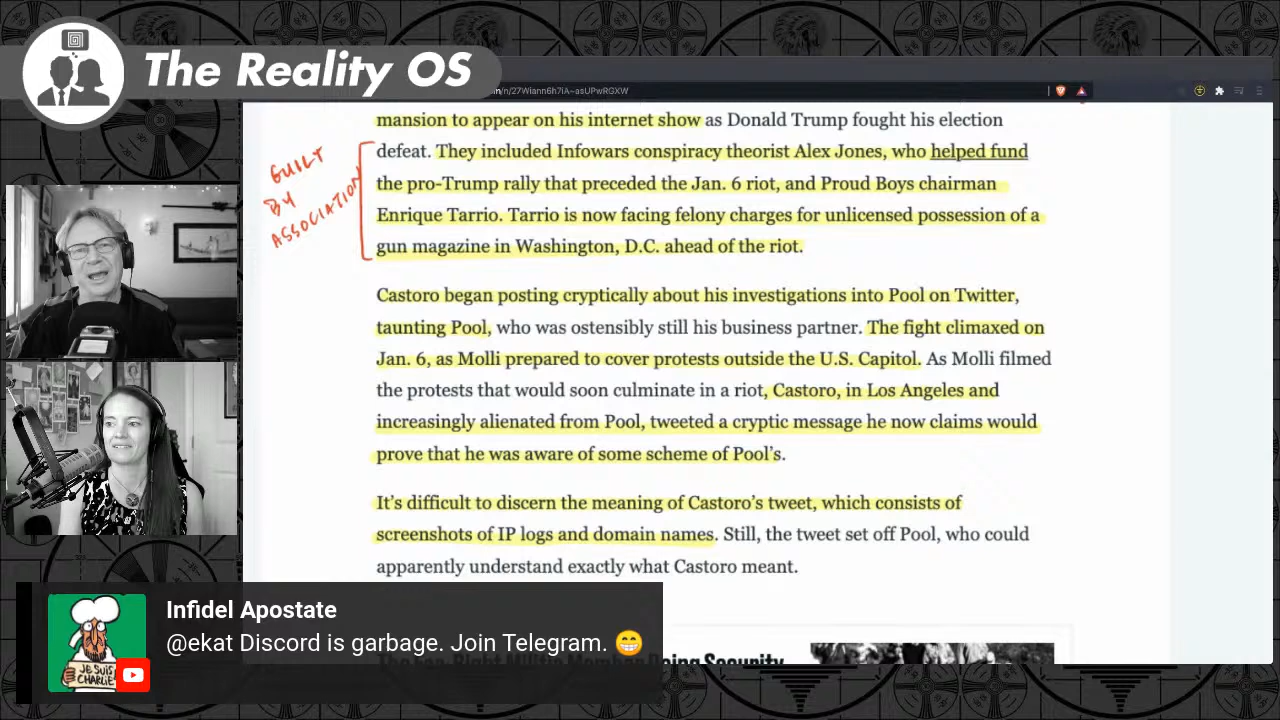 The Reality OS
n/n/27Wiann6h7iA-asUPwRGXW
mansion to appear on his internet show as Donald Trump fought his election
defeat. They included Infowars conspiracy theorist Alex Jones, who helped fund
the pro-Trump rally that preceded the Jan. 6 riot, and Proud Boys chairman
Enrique Tarrio. Tarrio is now facing felony charges for unlicensed possession of a
gun magazine in Washington, D.C. ahead of the riot.
GUILT
BY
ASSOCIATION
Castoro began posting cryptically about his investigations into Pool on Twitter,
taunting Pool, who was ostensibly still his business partner. The fight climaxed on
Jan. 6, as Molli prepared to cover protests outside the U.S. Capitol. As Molli filmed
the protests that would soon culminate in a riot, Castoro, in Los Angeles and
increasingly alienated from Pool, tweeted a cryptic message he now claims would
prove that he was aware of some scheme of Pool's.
It's difficult to discern the meaning of Castoro's tweet, which consists of
screenshots of IP logs and domain names. Still, the tweet set off Pool, who could
apparently understand exactly what Castoro meant.
Infidel Apostate
@ekat Discord is garbage. Join Telegram. 😁
JE SUIS
CHARLIE